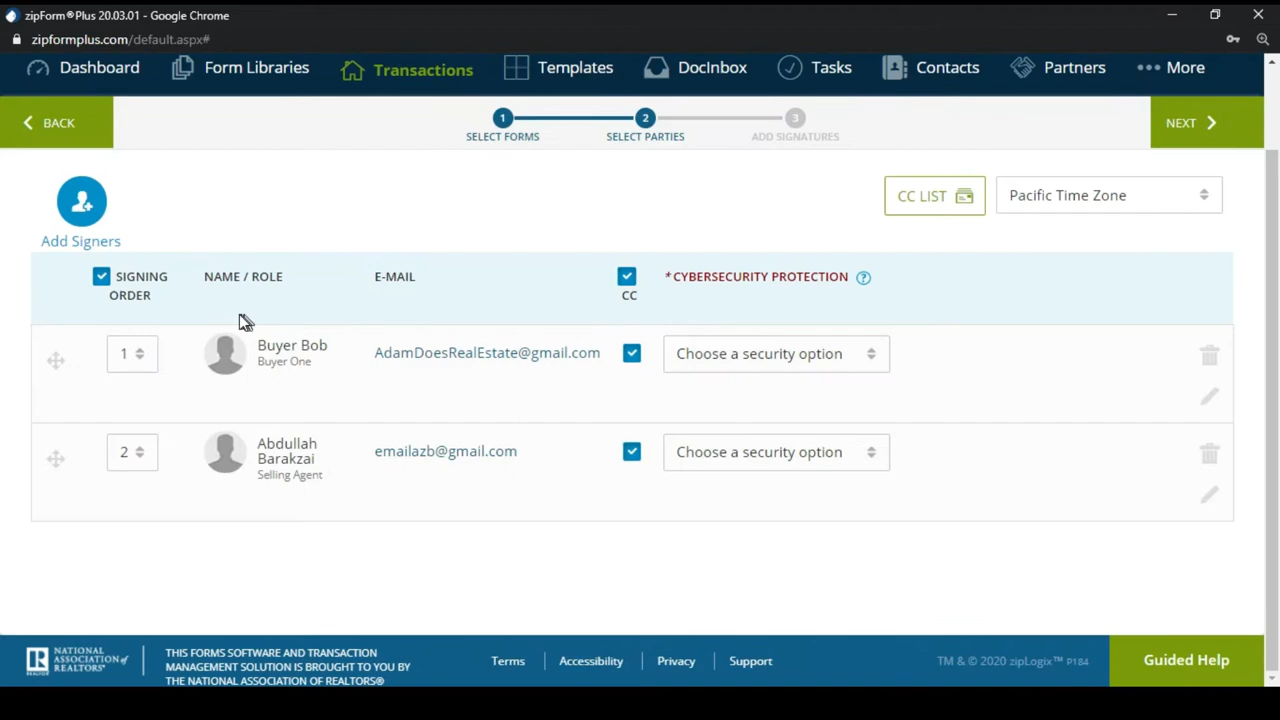 zipForm®Plus 20.03.01 - Google Chrome
zipformplus.com/default.aspx#
Dashboard Form Libraries Transactions Templates DocInbox Tasks Contacts Partners More
BACK
1 2 3
SELECT FORMS SELECT PARTIES ADD SIGNATURES
NEXT
Add Signers
CC LIST
Pacific Time Zone
SIGNING ORDER NAME / ROLE E-MAIL CC *CYBERSECURITY PROTECTION ?
1 Buyer Bob AdamDoesRealEstate@gmail.com Choose a security option
Buyer One
2 Abdullah Barakzai emailazb@gmail.com Choose a security option
Selling Agent
NATIONAL
ASSOCIATION of
REALTORS®
REALTOR
THIS FORMS SOFTWARE AND TRANSACTION
MANAGEMENT SOLUTION IS BROUGHT TO YOU BY
THE NATIONAL ASSOCIATION OF REALTORS®
Terms Accessibility Privacy Support
TM & © 2020 zipLogix™ P184
Guided Help